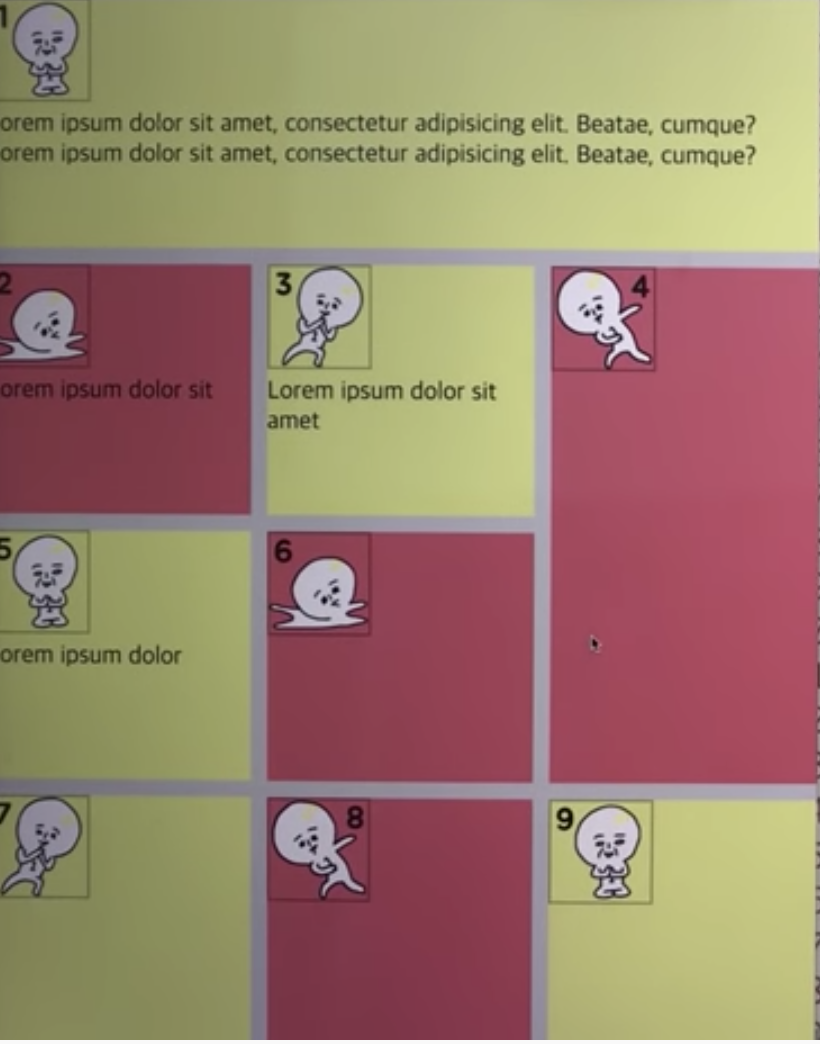 1
orem ipsum dolor sit amet, consectetur adipisicing elit. Beatae, cumque?
orem ipsum dolor sit amet, consectetur adipisicing elit. Beatae, cumque?
2
orem ipsum dolor sit
3
Lorem ipsum dolor sit
amet
4
5
orem ipsum dolor
6
7
8
9